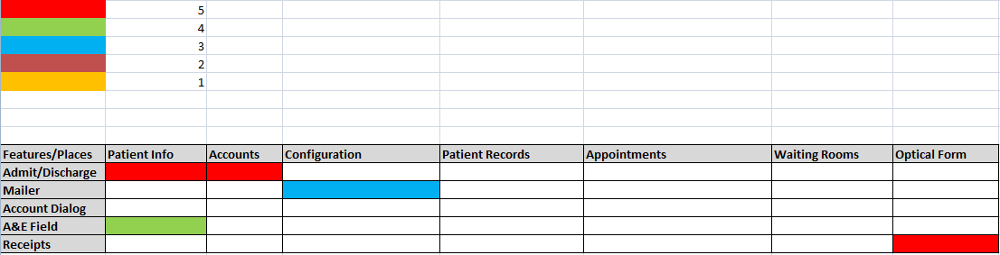 5
4
3
2
1
Features/Places Patient Info Accounts Configuration Patient Records Appointments Waiting Rooms Optical Form
Admit/Discharge
Mailer
Account Dialog
A&E Field
Receipts